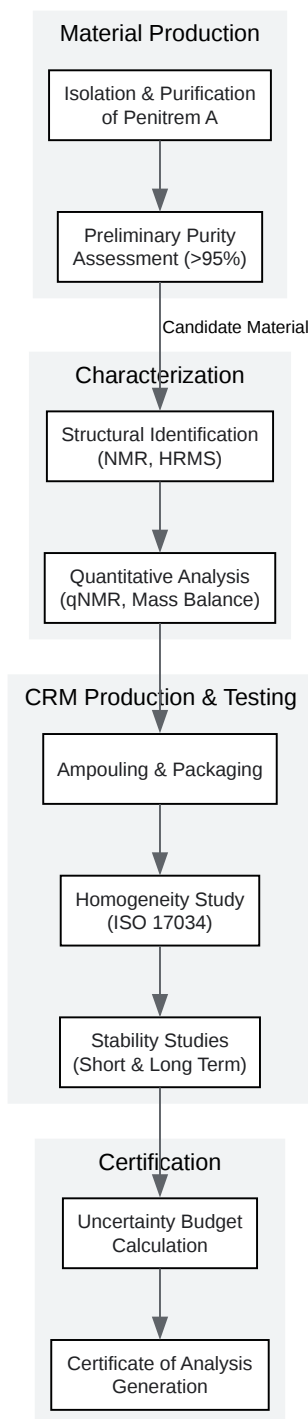 Material Production
Isolation & Purification
of Penitrem A
Preliminary Purity
Assessment (>95%)
Candidate Material
Characterization
Structural Identification
(NMR, HRMS)
Quantitative Analysis
(qNMR, Mass Balance)
CRM Production & Testing
Ampouling & Packaging
Homogeneity Study
(ISO 17034)
Stability Studies
(Short & Long Term)
Certification
Uncertainty Budget
Calculation
Certificate of Analysis
Generation